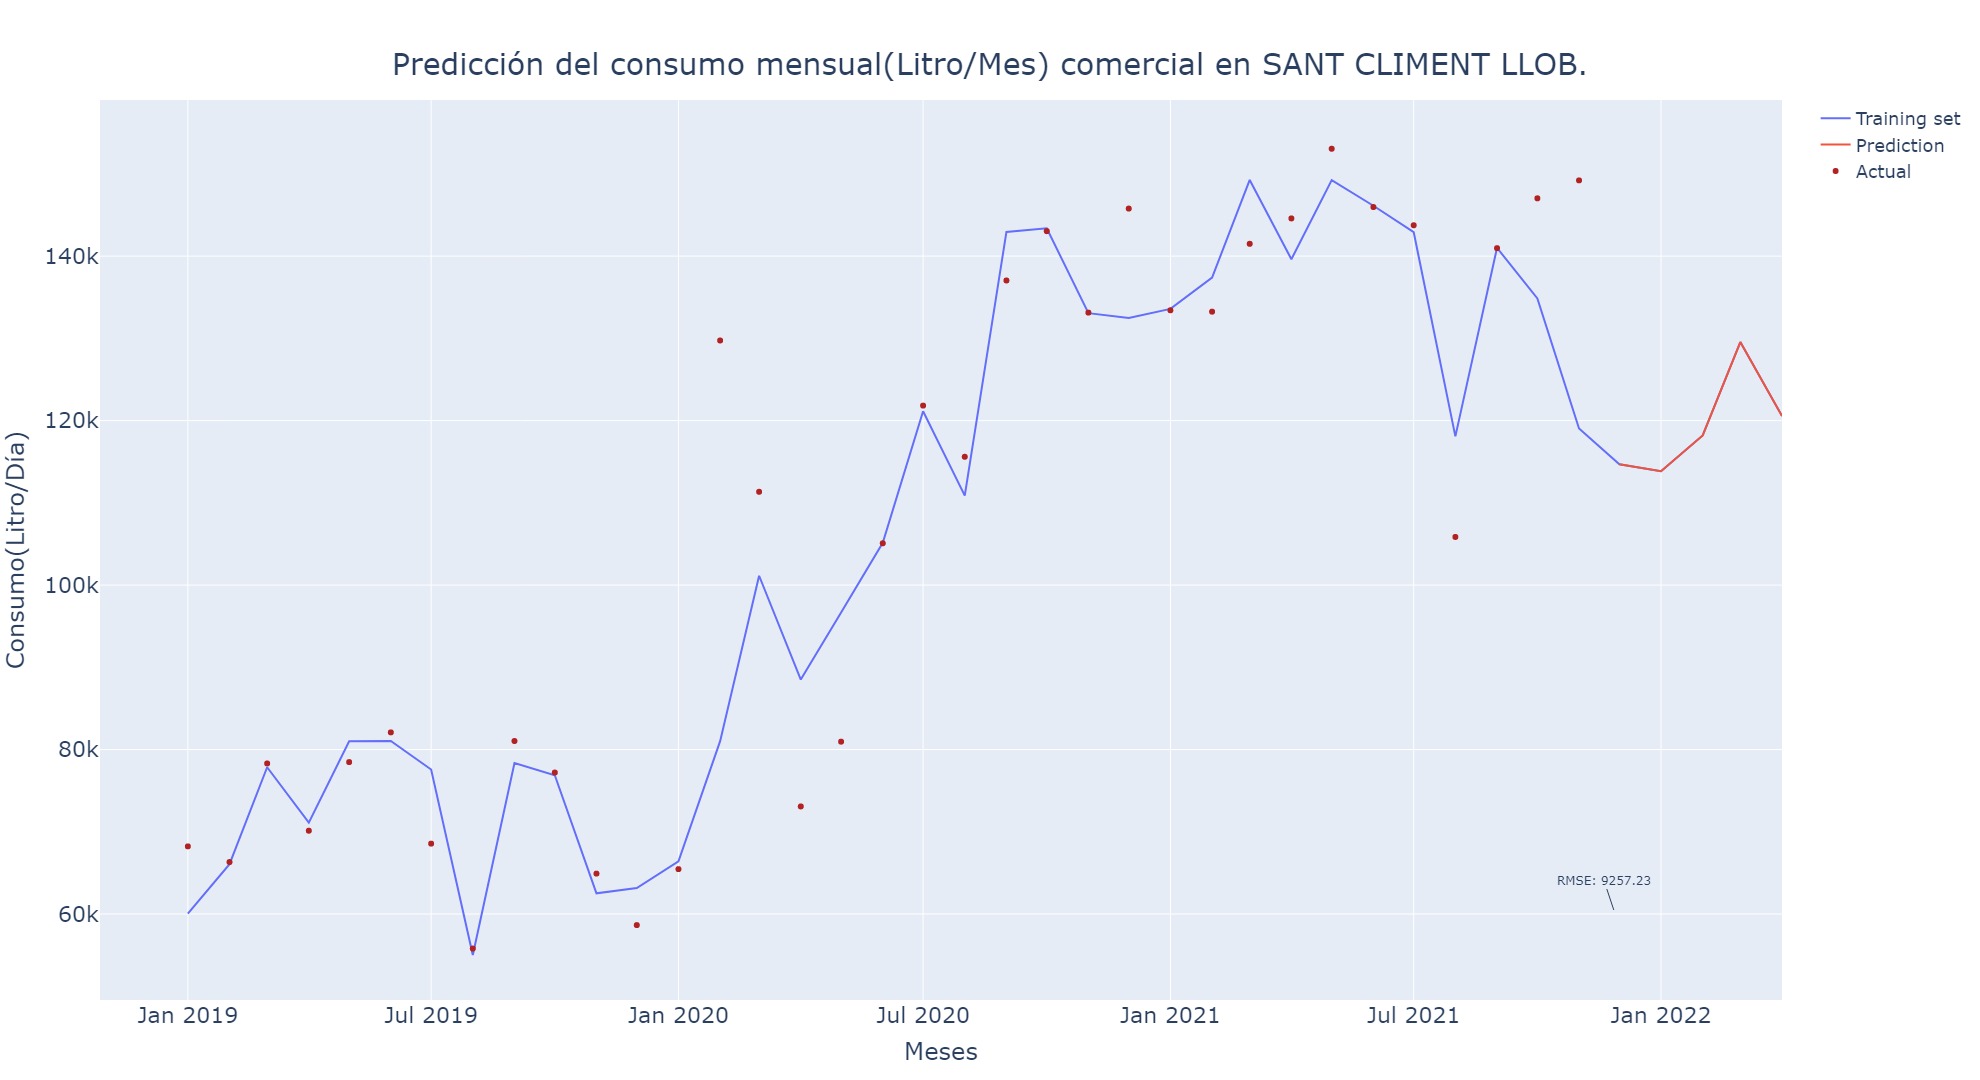 Predicción del consumo mensual(Litro/Mes) comercial en SANT CLIMENT LLOB.
Training set
Prediction
Actual
140k
120k
100k
80k
60k
Consumo(Litro/Día)
RMSE: 9257.23
Jan 2019
Jul 2019
Jan 2020
Jul 2020
Jan 2021
Jul 2021
Jan 2022
Meses